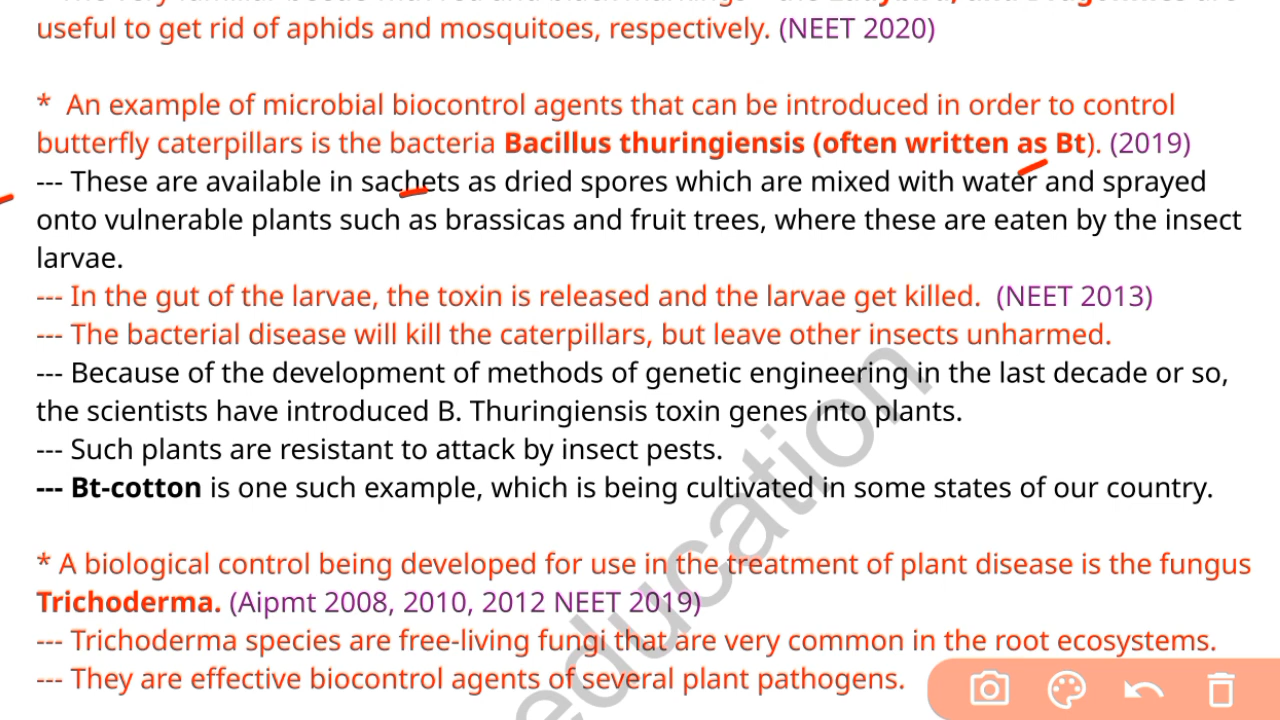 useful to get rid of aphids and mosquitoes, respectively. (NEET 2020)
* An example of microbial biocontrol agents that can be introduced in order to control
butterfly caterpillars is the bacteria Bacillus thuringiensis (often written as Bt). (2019)
--- These are available in sachets as dried spores which are mixed with water and sprayed
onto vulnerable plants such as brassicas and fruit trees, where these are eaten by the insect
larvae.
--- In the gut of the larvae, the toxin is released and the larvae get killed. (NEET 2013)
--- The bacterial disease will kill the caterpillars, but leave other insects unharmed.
--- Because of the development of methods of genetic engineering in the last decade or so,
the scientists have introduced B. Thuringiensis toxin genes into plants.
--- Such plants are resistant to attack by insect pests.
--- Bt-cotton is one such example, which is being cultivated in some states of our country.
* A biological control being developed for use in the treatment of plant disease is the fungus
Trichoderma. (Aipmt 2008, 2010, 2012 NEET 2019)
--- Trichoderma species are free-living fungi that are very common in the root ecosystems.
--- They are effective biocontrol agents of several plant pathogens.
education